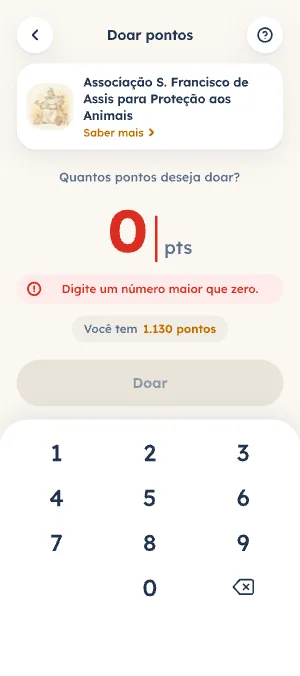 Doar pontos
Associação S. Francisco de
Assis para Proteção aos
Animais
Saber mais
Quantos pontos deseja doar?
0 pts
Digite um número maior que zero.
Você tem 1.130 pontos
Doar
1 2 3
4 5 6
7 8 9
0